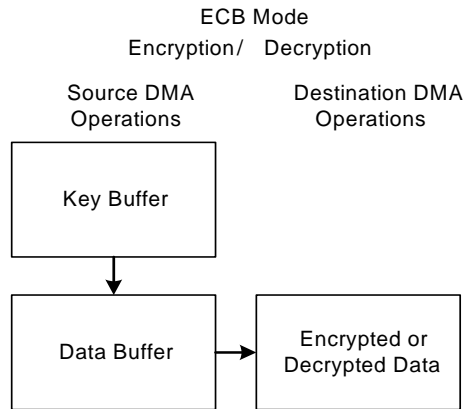 ECB Mode
Encryption/ Decryption
Source DMA
Operations
Destination DMA
Operations
Key Buffer
Data Buffer
Encrypted or
Decrypted Data